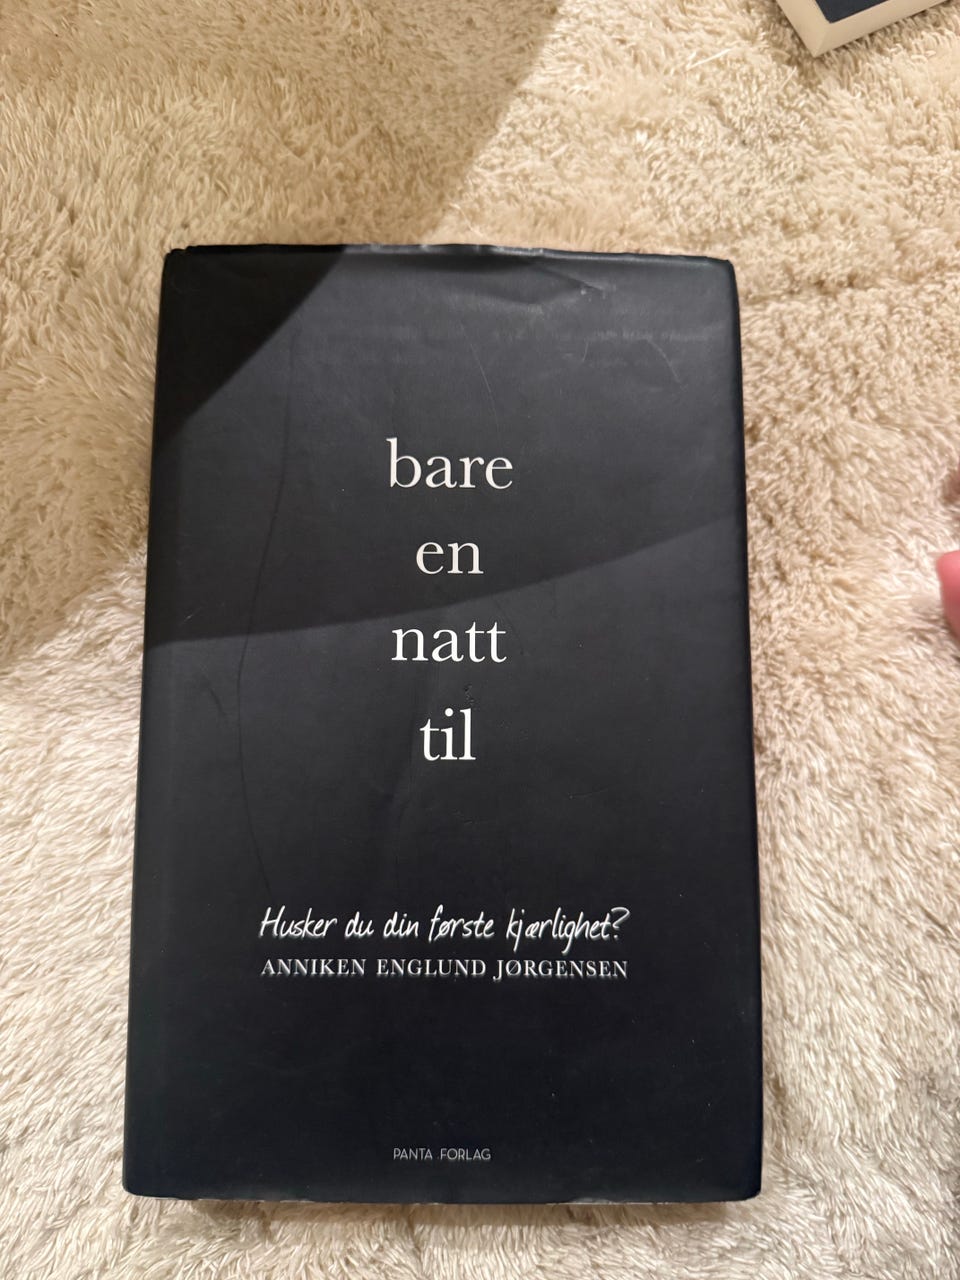 bare
en
natt
til
Husker du din første kjærlighet?
ANNIKEN ENGLUND JØRGENSEN
PANTA FORLAG